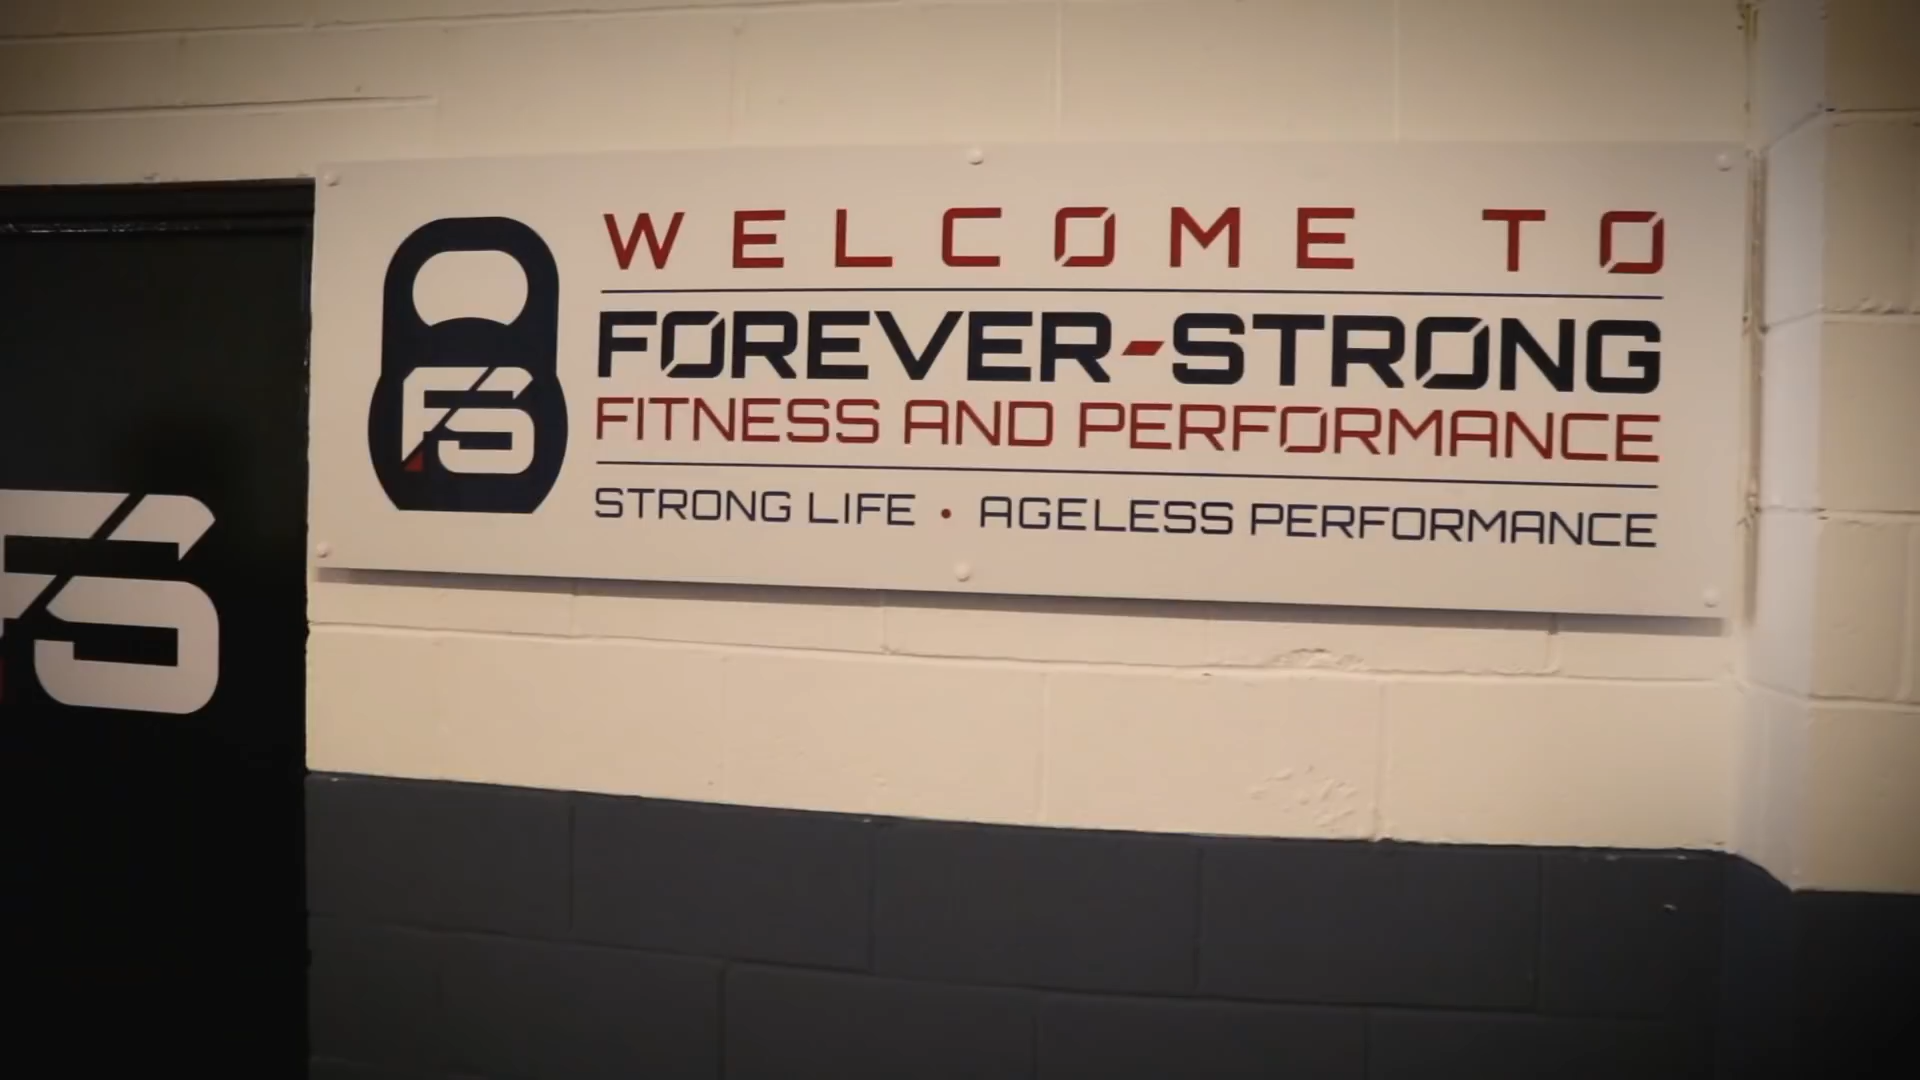 WELCOME TO
FOREVER-STRONG
FS
FITNESS AND PERFORMANCE
STRONG LIFE • AGELESS PERFORMANCE
FS